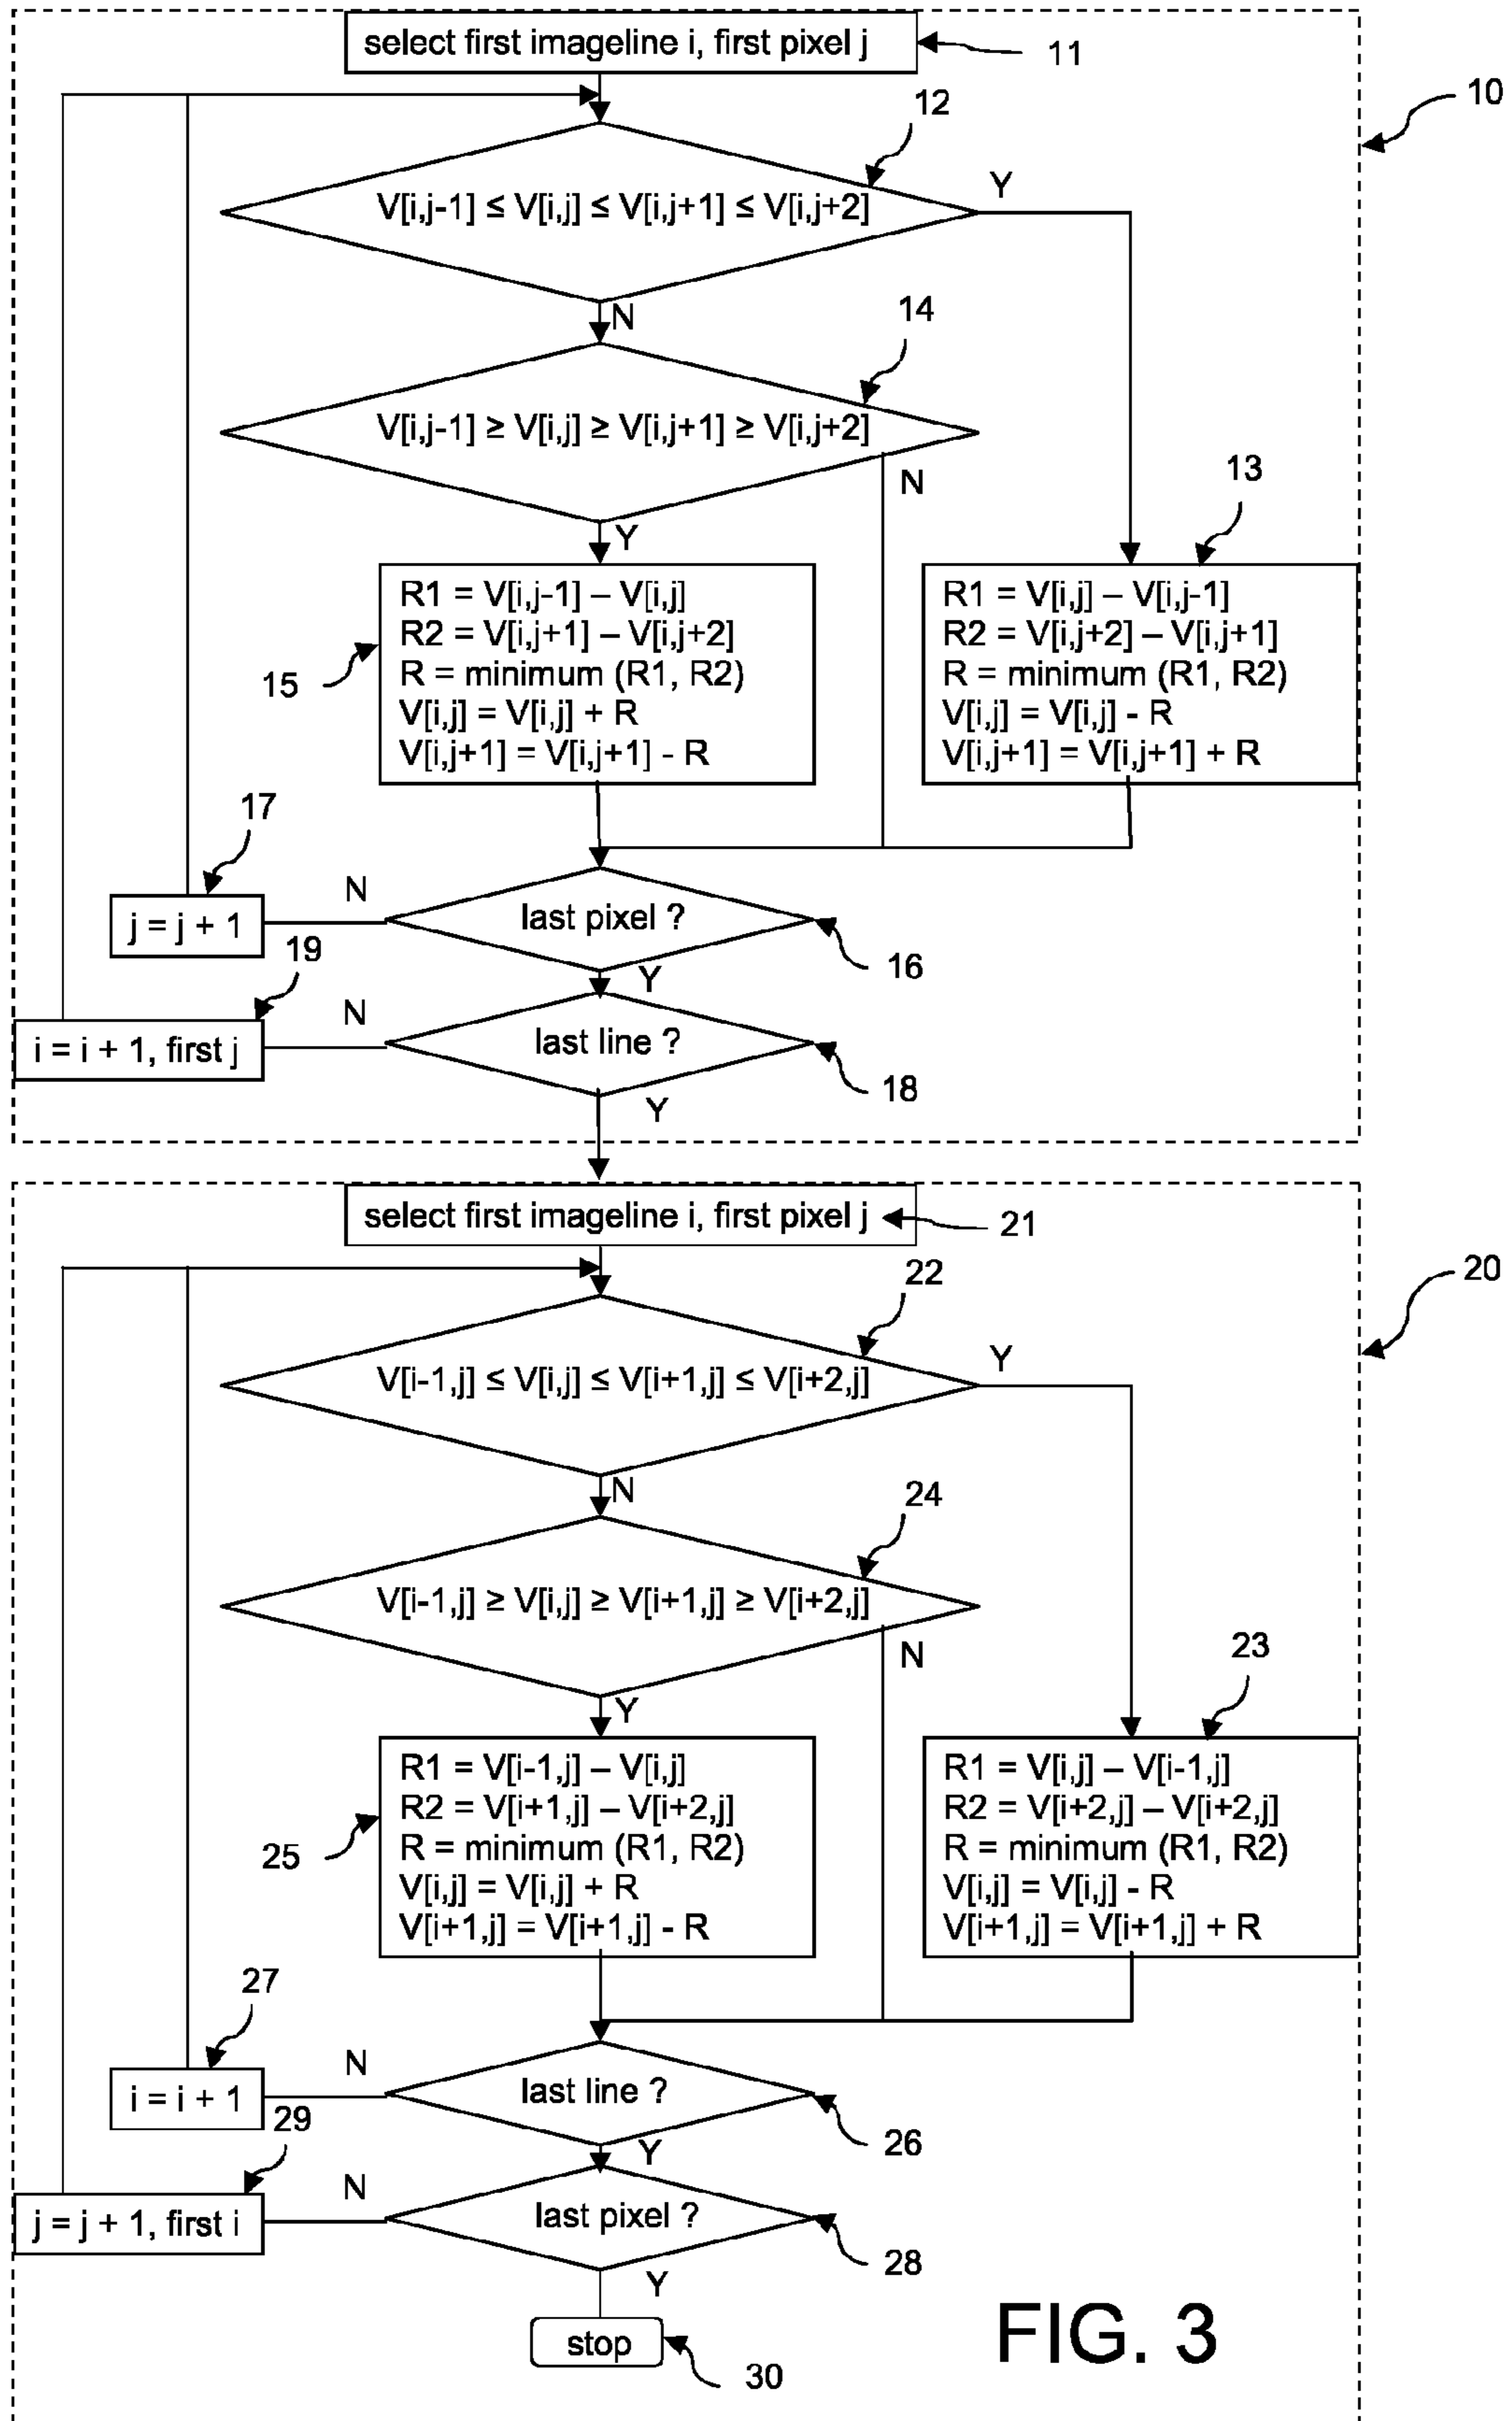 select first imageline i, first pixel j
11
10
12
V[i,j-1] ≤ V[i,j] ≤ V[i,j+1] ≤ V[i,j+2]
Y
N
14
V[i,j-1] ≥ V[i,j] ≥ V[i,j+1] ≥ V[i,j+2]
N
Y
13
15
R1 = V[i,j-1] – V[i,j]
R2 = V[i,j+1] – V[i,j+2]
R = minimum (R1, R2)
V[i,j] = V[i,j] + R
V[i,j+1] = V[i,j+1] - R
R1 = V[i,j] – V[i,j-1]
R2 = V[i,j+2] – V[i,j+1]
R = minimum (R1, R2)
V[i,j] = V[i,j] - R
V[i,j+1] = V[i,j+1] + R
17
j = j + 1
N
last pixel ?
16
Y
19
i = i + 1, first j
N
last line ?
18
Y
select first imageline i, first pixel j
21
20
22
V[i-1,j] ≤ V[i,j] ≤ V[i+1,j] ≤ V[i+2,j]
Y
N
24
V[i-1,j] ≥ V[i,j] ≥ V[i+1,j] ≥ V[i+2,j]
N
Y
23
25
R1 = V[i-1,j] – V[i,j]
R2 = V[i+1,j] – V[i+2,j]
R = minimum (R1, R2)
V[i,j] = V[i,j] + R
V[i+1,j] = V[i+1,j] - R
R1 = V[i,j] – V[i-1,j]
R2 = V[i+2,j] – V[i+2,j]
R = minimum (R1, R2)
V[i,j] = V[i,j] - R
V[i+1,j] = V[i+1,j] + R
27
i = i + 1
N
last line ?
26
Y
29
j = j + 1, first i
N
last pixel ?
28
Y
stop
30
FIG. 3